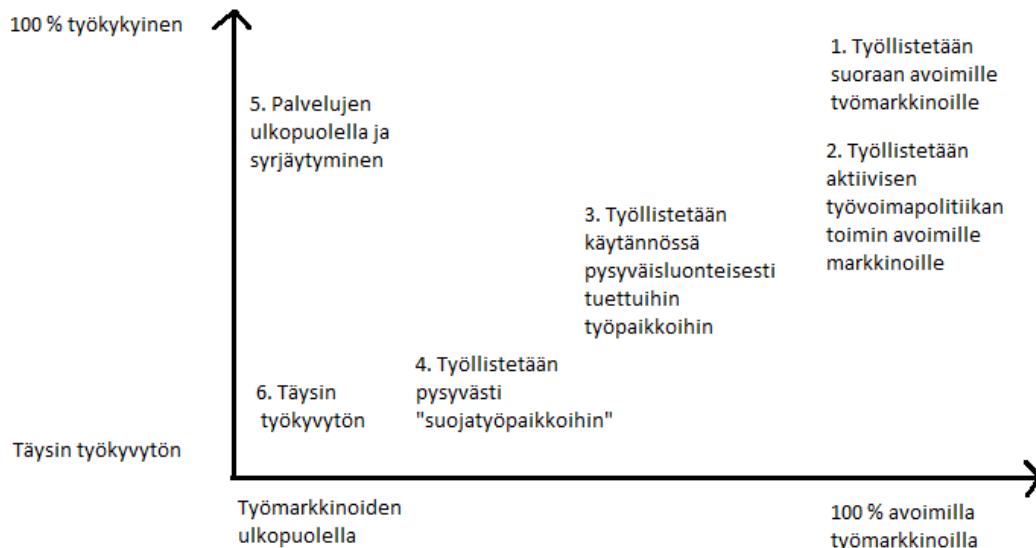 100 % työkykyinen
1. Työllistetään
suoraan avoimille
työmarkkinoille
5. Palvelujen
ulkopuolella ja
syrjäytyminen
2. Työllistetään
aktiivisen
työvoimapolitiikan
toimin avoimille
markkinoille
3. Työllistetään
käytännössä
pysyväisluonteisesti
tuettuihin
työpaikkoihin
4. Työllistetään
pysyvästi
"suojatyöpaikkoihin"
6. Täysin
työkyvytön
Täysin työkyvytön
Työmarkkinoiden
ulkopuolella
100 % avoimilla
työmarkkinoilla